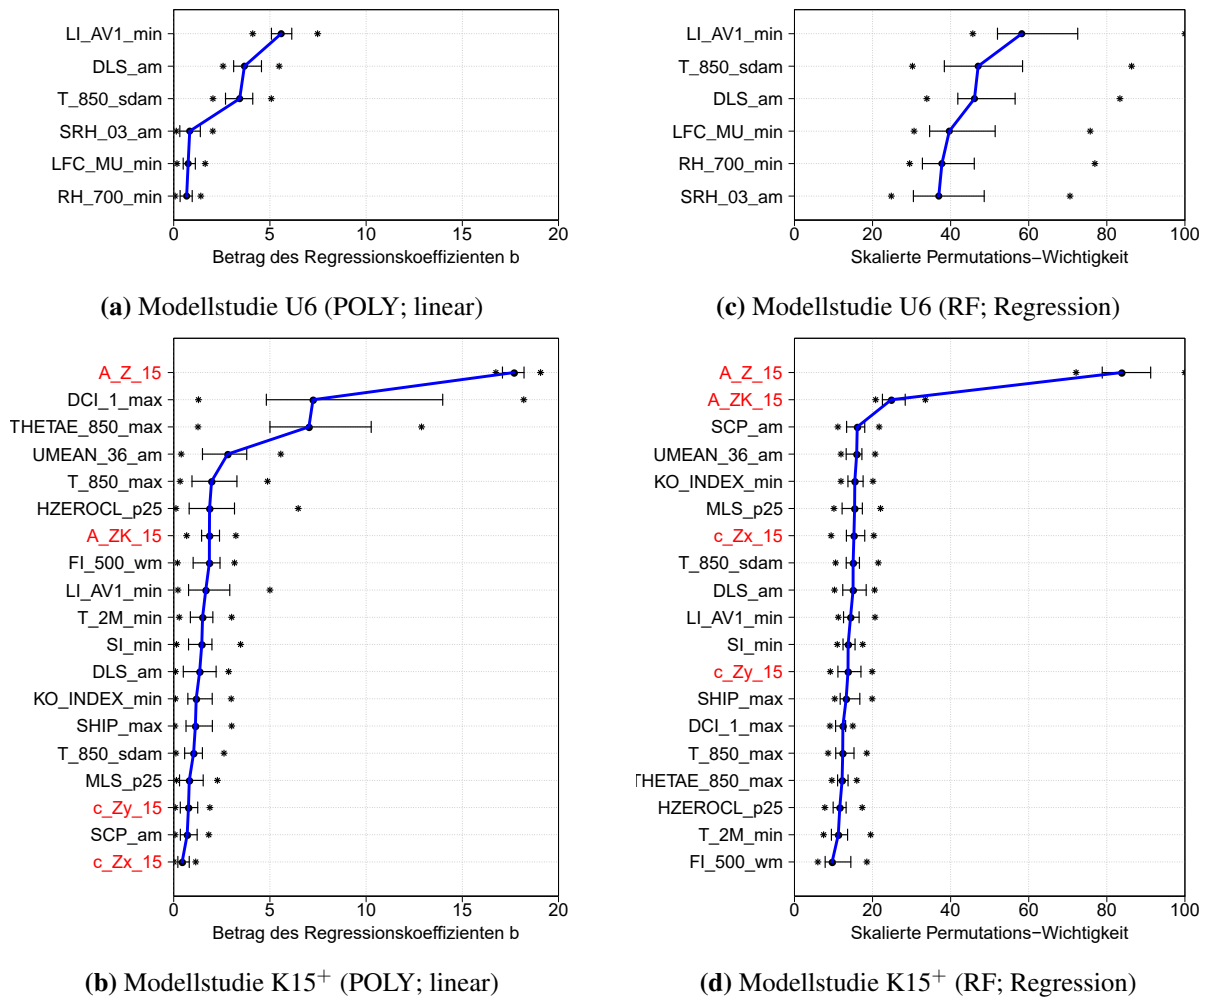 LI_AV1_min
DLS_am
T_850_sdam
SRH_03_am
LFC_MU_min
RH_700_min
0 5 10 15 20
Betrag des Regressionskoeffizienten b
(a) Modellstudie U6 (POLY; linear)
LI_AV1_min
T_850_sdam
DLS_am
LFC_MU_min
RH_700_min
SRH_03_am
0 20 40 60 80 100
Skalierte Permutations−Wichtigkeit
(c) Modellstudie U6 (RF; Regression)
A_Z_15
DCI_1_max
THETAE_850_max
UMEAN_36_am
T_850_max
HZEROCL_p25
A_ZK_15
FI_500_wm
LI_AV1_min
T_2M_min
SI_min
DLS_am
KO_INDEX_min
SHIP_max
T_850_sdam
MLS_p25
c_Zy_15
SCP_am
c_Zx_15
0 5 10 15 20
Betrag des Regressionskoeffizienten b
(b) Modellstudie K15⁺ (POLY; linear)
A_Z_15
A_ZK_15
SCP_am
UMEAN_36_am
KO_INDEX_min
MLS_p25
c_Zx_15
T_850_sdam
DLS_am
LI_AV1_min
SI_min
c_Zy_15
SHIP_max
DCI_1_max
T_850_max
THETAE_850_max
HZEROCL_p25
T_2M_min
FI_500_wm
0 20 40 60 80 100
Skalierte Permutations−Wichtigkeit
(d) Modellstudie K15⁺ (RF; Regression)